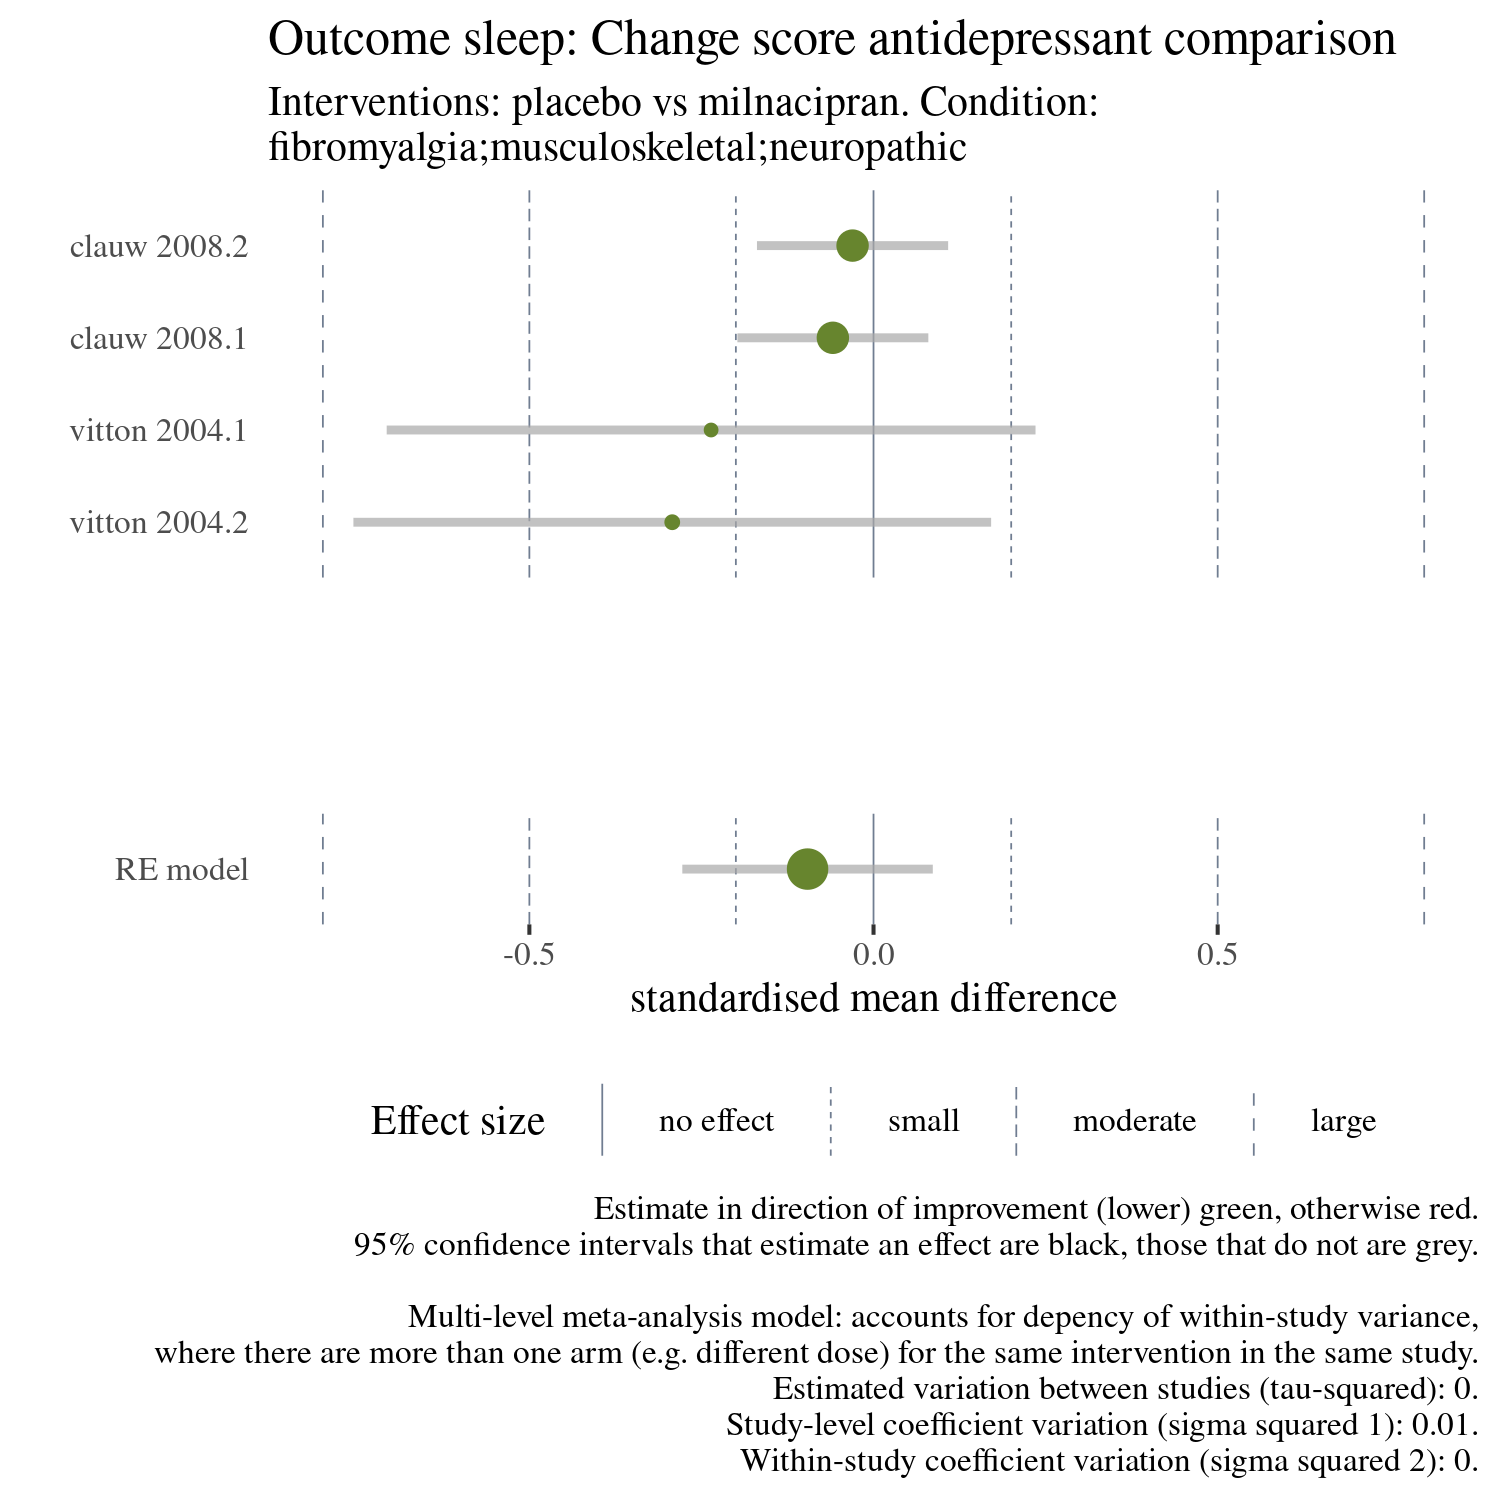 Outcome sleep: Change score antidepressant comparison
Interventions: placebo vs milnacipran. Condition:
fibromyalgia;musculoskeletal;neuropathic
clauw 2008.2
clauw 2008.1
vitton 2004.1
vitton 2004.2
RE model
-0.5 0.0 0.5
standardised mean difference
Effect size no effect small moderate large
Estimate in direction of improvement (lower) green, otherwise red.
95% confidence intervals that estimate an effect are black, those that do not are grey.
Multi-level meta-analysis model: accounts for depency of within-study variance,
where there are more than one arm (e.g. different dose) for the same intervention in the same study.
Estimated variation between studies (tau-squared): 0.
Study-level coefficient variation (sigma squared 1): 0.01.
Within-study coefficient variation (sigma squared 2): 0.